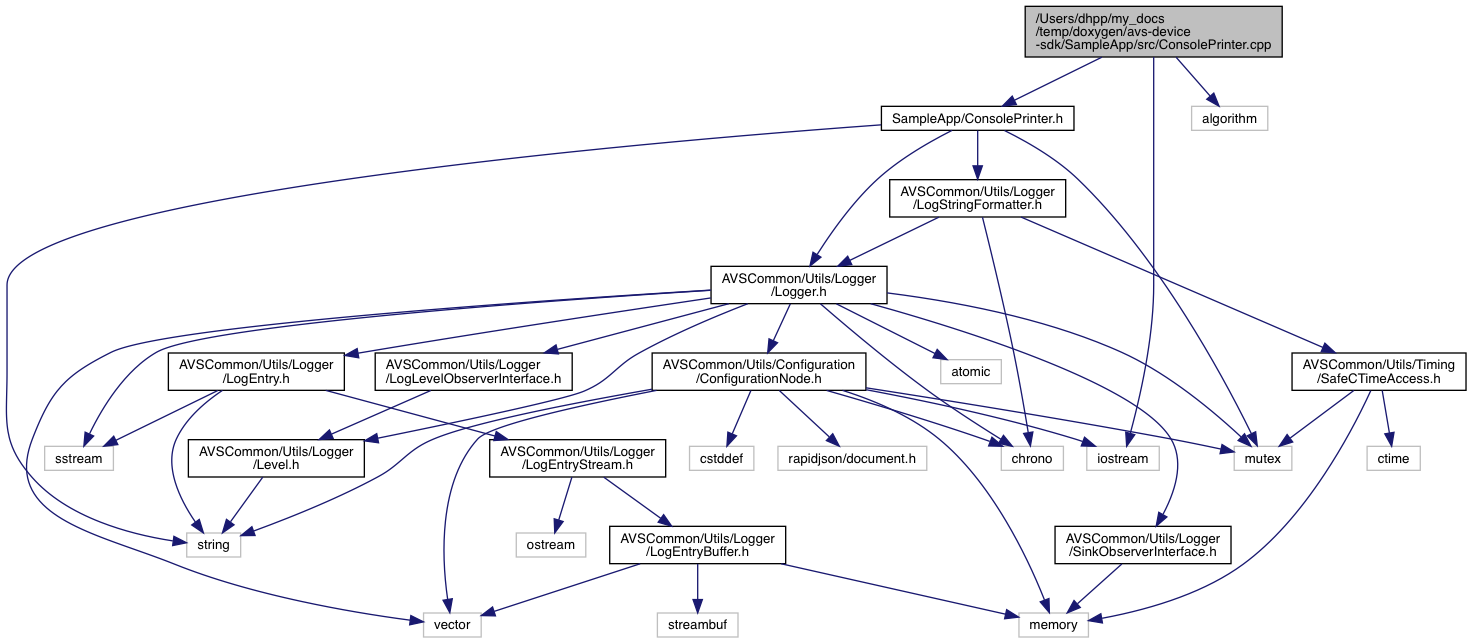 /Users/dhpp/my_docs
/temp/doxygen/avs-device
-sdk/SampleApp/src/ConsolePrinter.cpp
SampleApp/ConsolePrinter.h
algorithm
AVSCommon/Utils/Logger
/LogStringFormatter.h
AVSCommon/Utils/Logger
/Logger.h
AVSCommon/Utils/Logger
/LogEntry.h
AVSCommon/Utils/Logger
/LogLevelObserverInterface.h
AVSCommon/Utils/Configuration
/ConfigurationNode.h
atomic
AVSCommon/Utils/Timing
/SafeCTimeAccess.h
sstream
AVSCommon/Utils/Logger
/Level.h
AVSCommon/Utils/Logger
/LogEntryStream.h
cstddef
rapidjson/document.h
chrono
iostream
mutex
ctime
string
ostream
AVSCommon/Utils/Logger
/LogEntryBuffer.h
AVSCommon/Utils/Logger
/SinkObserverInterface.h
vector
streambuf
memory